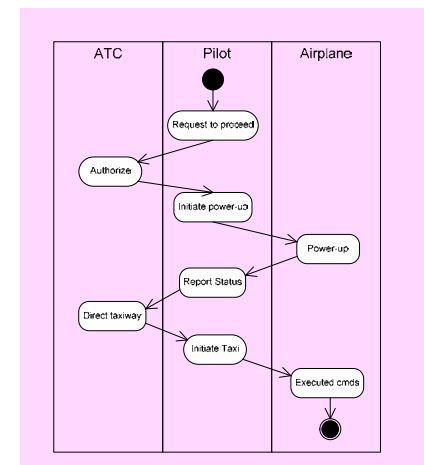 ATC Pilot Airplane
Request to proceed
Authorize
Initiate power-up
Power-up
Report Status
Direct taxiway
Initiate Taxi
Executed cmds